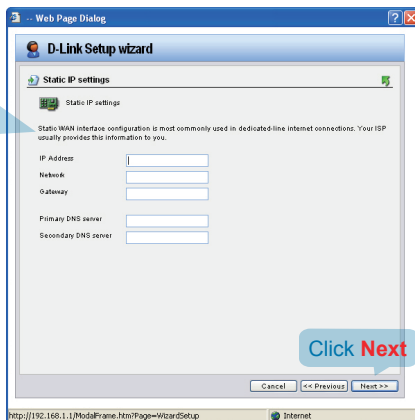 -- Web Page Dialog
D-Link Setup wizard
Static IP settings
Static IP settings
Static WAN interface configuration is most commonly used in dedicated-line internet connections. Your ISP
usually provides this information to you.
IP Address
Network
Gateway
Primary DNS server
Secondary DNS server
Click Next
Cancel
<< Previous
Next >>
http://192.168.1.1/ModalFrame.htm?Page=WizardSetup
Internet